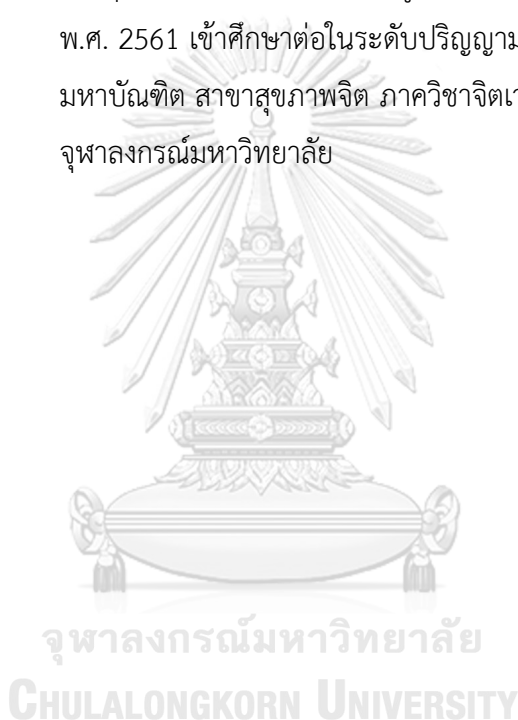 พ.ศ. 2561 เข้าศึกษาต่อในระดับปริญญาม
มหาบัณฑิต สาขาสุขภาพจิต ภาควิชาจิตเว
จุฬาลงกรณ์มหาวิทยาลัย
จุฬาลงกรณ์มหาวิทยาลัย
CHULALONGKORN UNIVERSITY